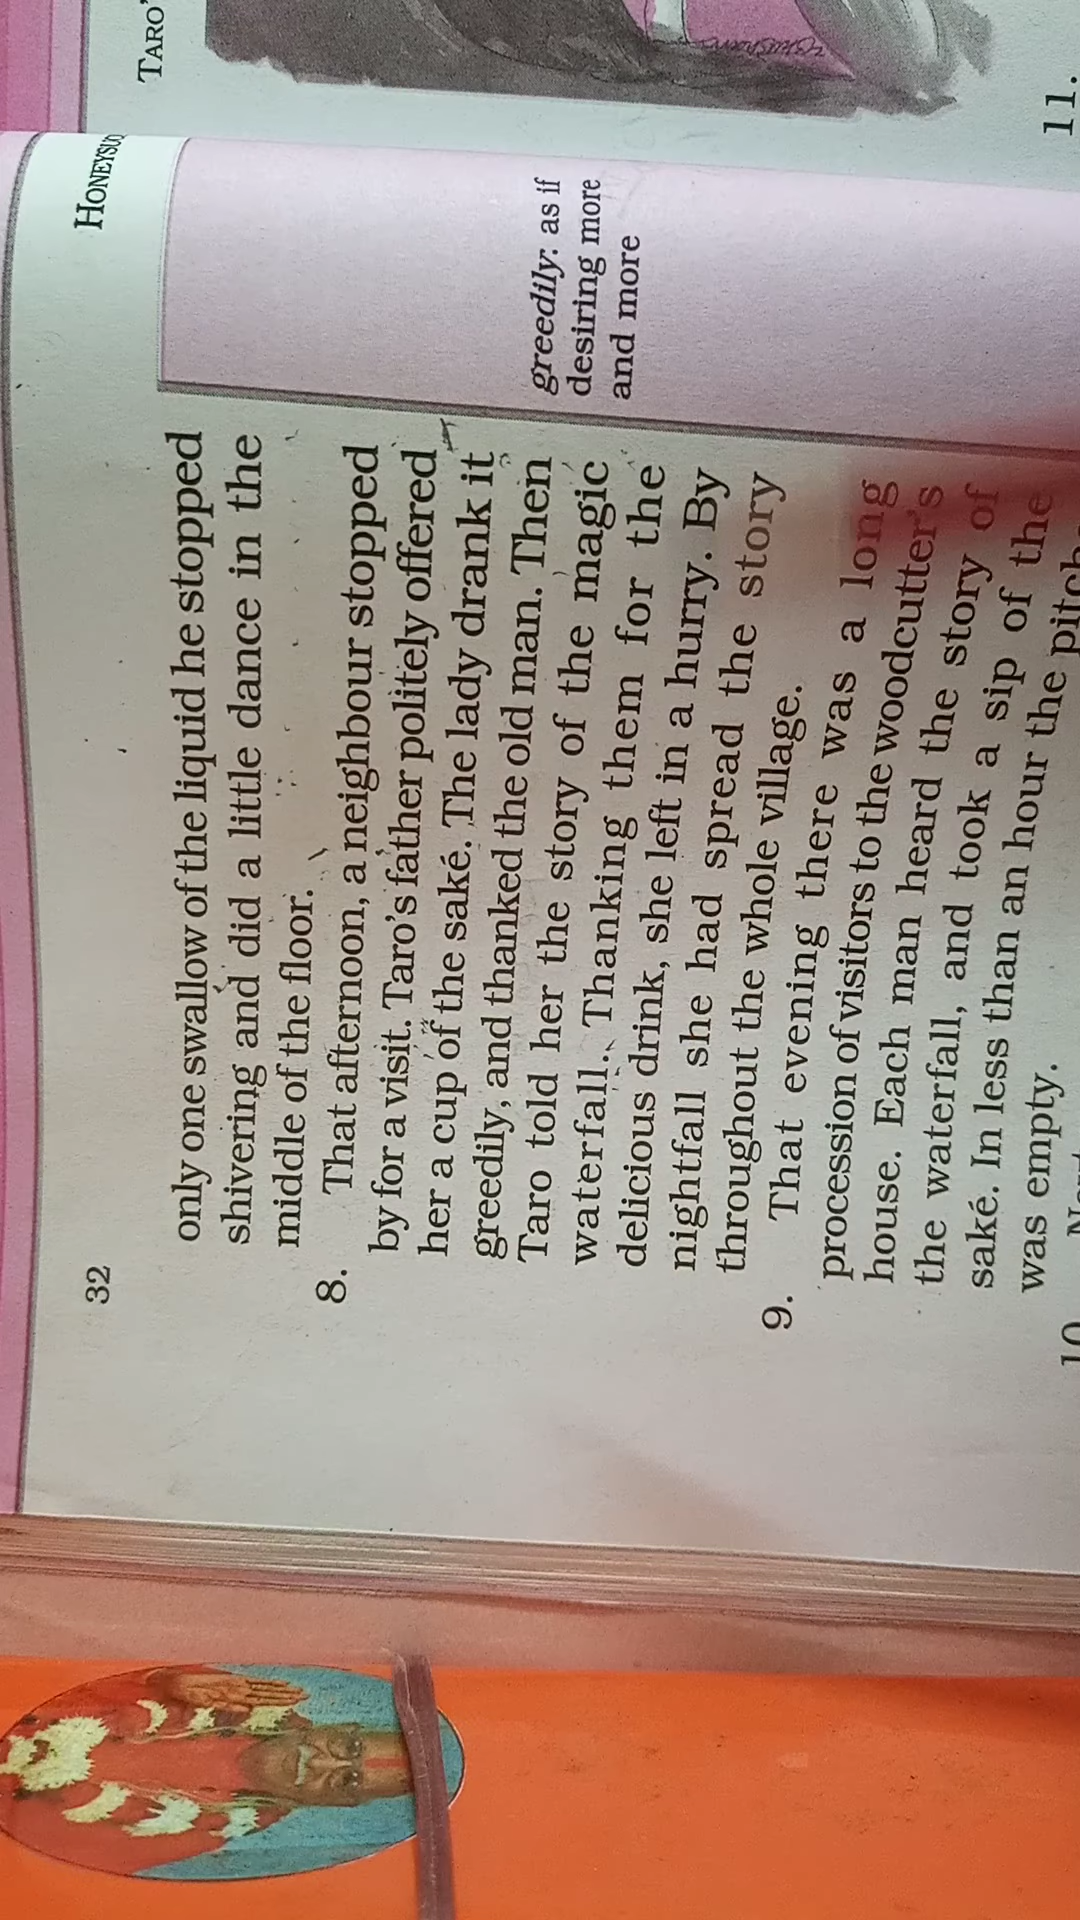 32
HONEYSU
only one swallow of the liquid he stopped
shivering and did a little dance in the
middle of the floor.
8. That afternoon, a neighbour stopped
by for a visit. Taro's father politely offered
her a cup of the saké. The lady drank it
greedily, and thanked the old man. Then
Taro told her the story of the magic
waterfall. Thanking them for the
delicious drink, she left in a hurry. By
nightfall she had spread the story
throughout the whole village.
9. That evening there was a long
procession of visitors to the woodcutter's
house. Each man heard the story of
the waterfall, and took a sip of the
saké. In less than an hour the pitch
was empty.
10
greedily: as if
desiring more
and more
TARO'
11.